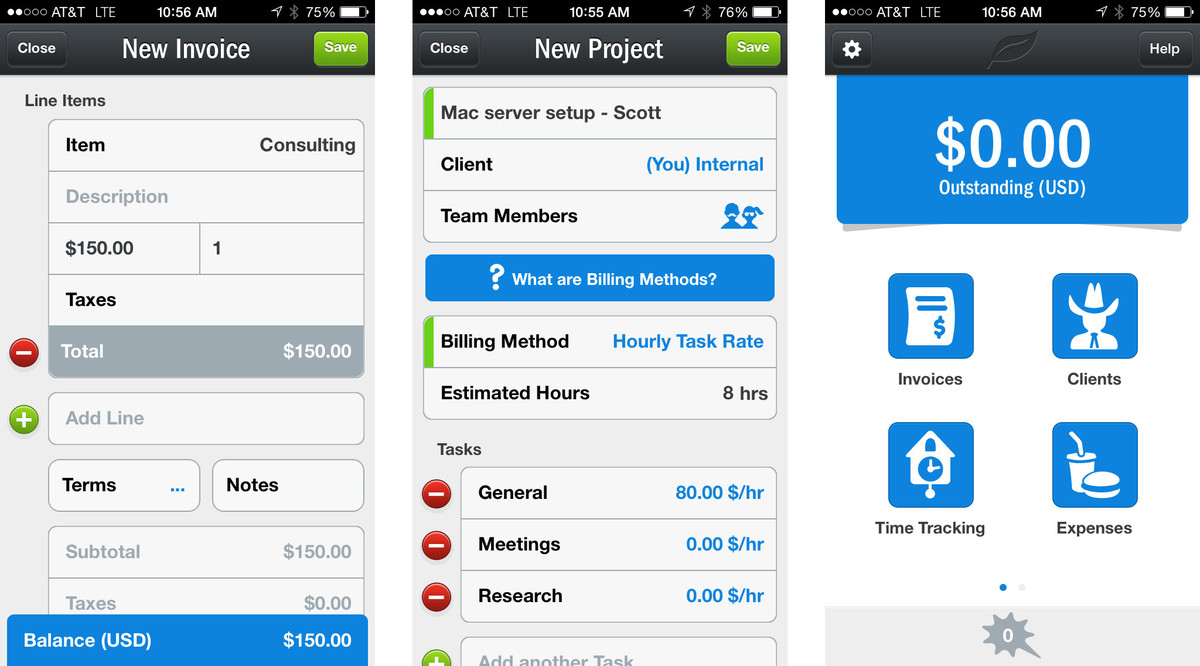 AT&T LTE 10:56 AM 75%
Close New Invoice Save
Line Items
Item Consulting
Description
$150.00 1
Taxes
Total $150.00
Add Line
Terms ... Notes
Subtotal $150.00
Taxes $0.00
Balance (USD) $150.00
AT&T LTE 10:55 AM 76%
Close New Project Save
Mac server setup - Scott
Client (You) Internal
Team Members
? What are Billing Methods?
Billing Method Hourly Task Rate
Estimated Hours 8 hrs
Tasks
General 80.00 $/hr
Meetings 0.00 $/hr
Research 0.00 $/hr
Add another Task
AT&T LTE 10:56 AM 75%
Help
$0.00
Outstanding (USD)
$
Invoices Clients
Time Tracking Expenses
0